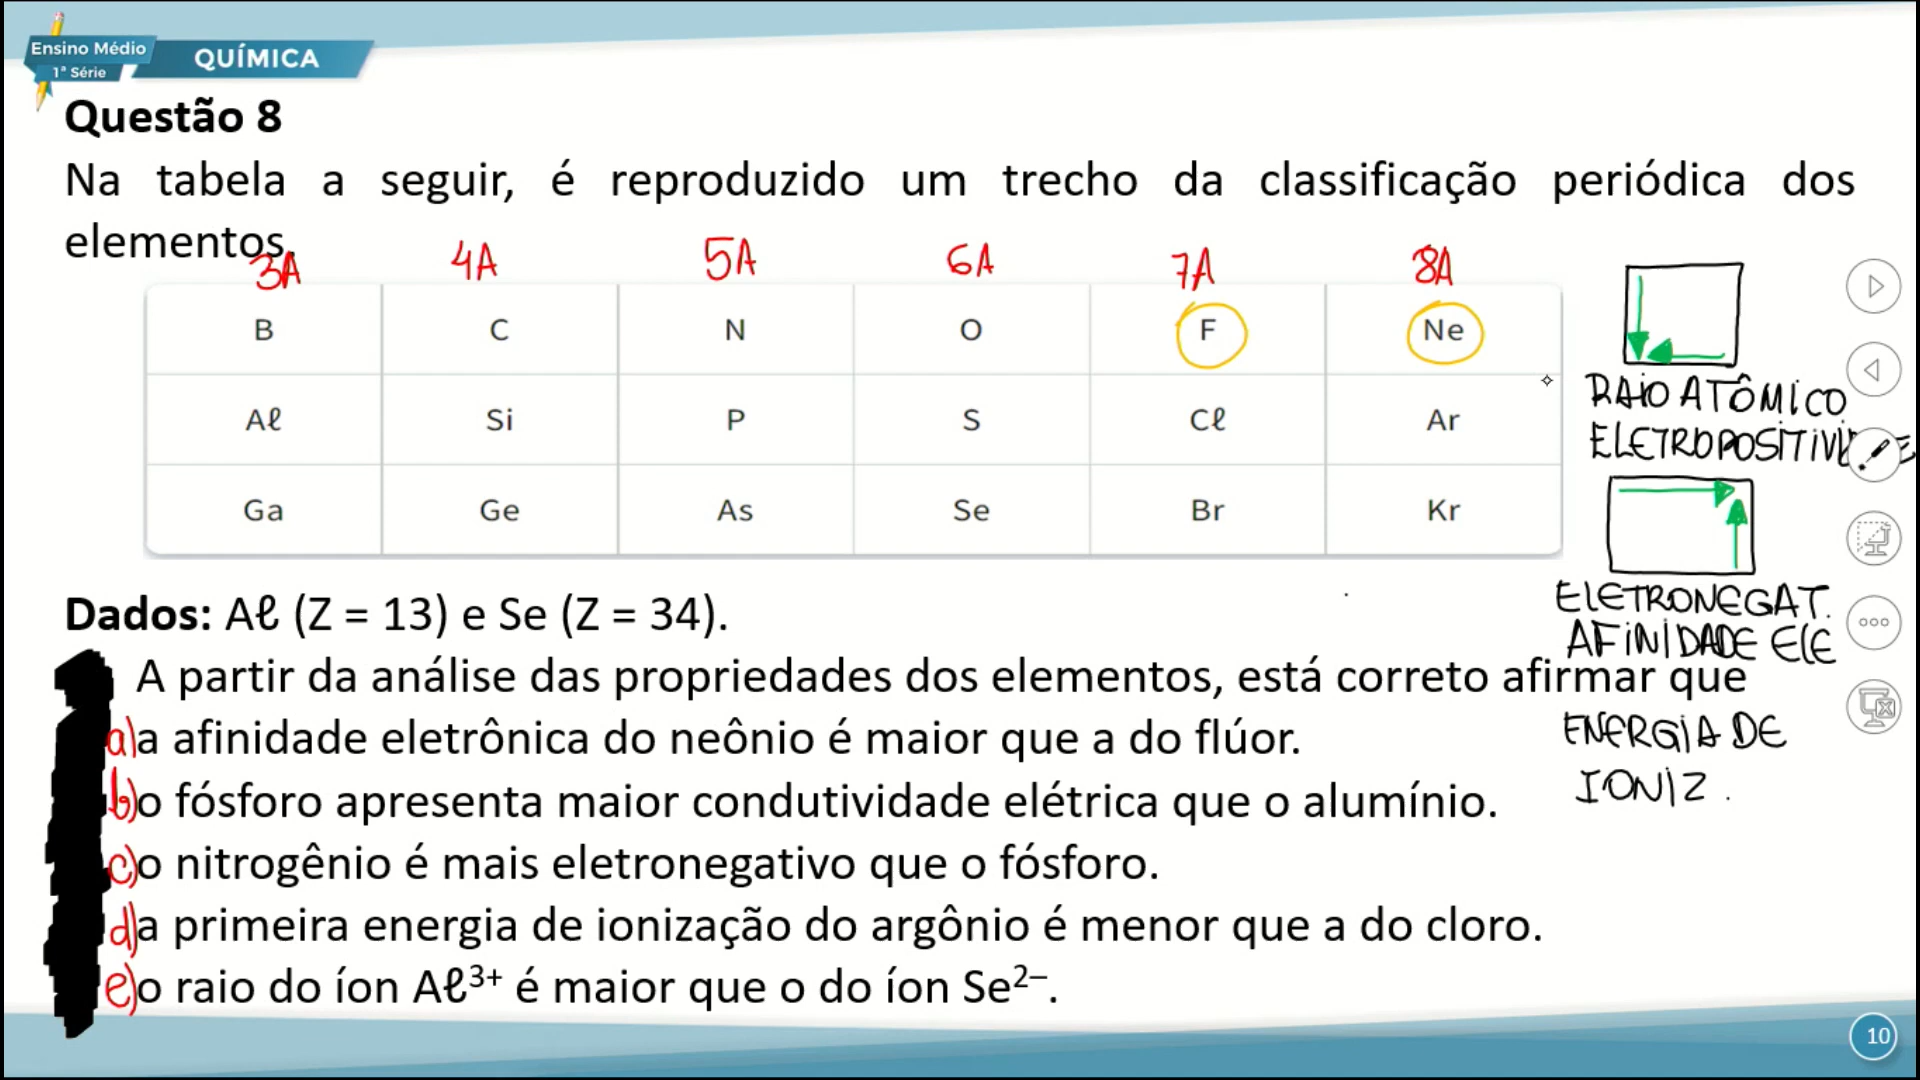 Ensino Médio
1ª Série
QUÍMICA
Questão 8
Na tabela a seguir, é reproduzido um trecho da classificação periódica dos
elementos.
3A 4A 5A 6A 7A 8A
B C N O F Ne
Aℓ Si P S Cℓ Ar
Ga Ge As Se Br Kr
RAIO ATÔMICO
ELETROPOSITIVI
ELETRONEGAT.
AFINIDADE ELE
ENERGIA DE
IONIZ.
Dados: Aℓ (Z = 13) e Se (Z = 34).
A partir da análise das propriedades dos elementos, está correto afirmar que
a) a afinidade eletrônica do neônio é maior que a do flúor.
b) o fósforo apresenta maior condutividade elétrica que o alumínio.
c) o nitrogênio é mais eletronegativo que o fósforo.
d) a primeira energia de ionização do argônio é menor que a do cloro.
e) o raio do íon Aℓ³⁺ é maior que o do íon Se²⁻.
10